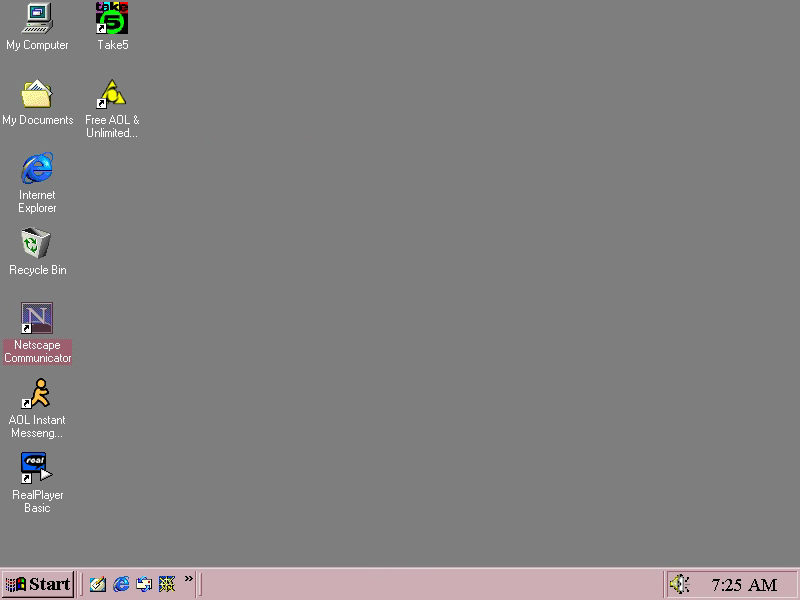 My Computer
take
5
Take5
My Documents
Free AOL &
Unlimited...
Internet
Explorer
Recycle Bin
N
Netscape
Communicator
AOL Instant
Messeng...
real
RealPlayer
Basic
Start
»
7:25 AM